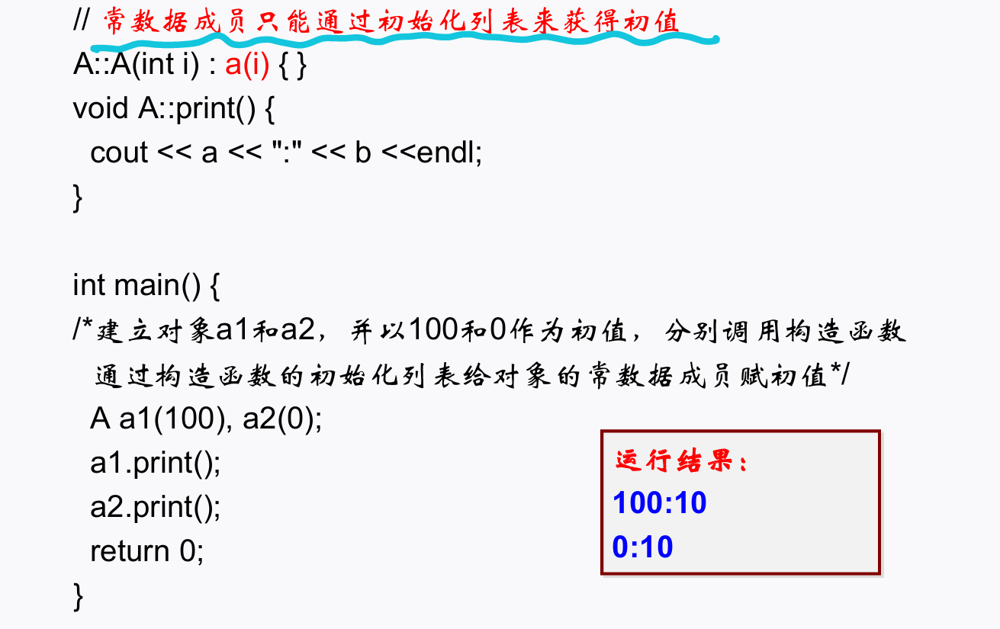 // 常数据成员只能通过初始化列表来获得初值
A::A(int i) : a(i) { }
void A::print() {
cout << a << ":" << b <<endl;
}
int main() {
/*建立对象a1和a2，并以100和0作为初值，分别调用构造函数
通过构造函数的初始化列表给对象的常数据成员赋初值*/
A a1(100), a2(0);
a1.print();
a2.print();
return 0;
}
运行结果：
100:10
0:10